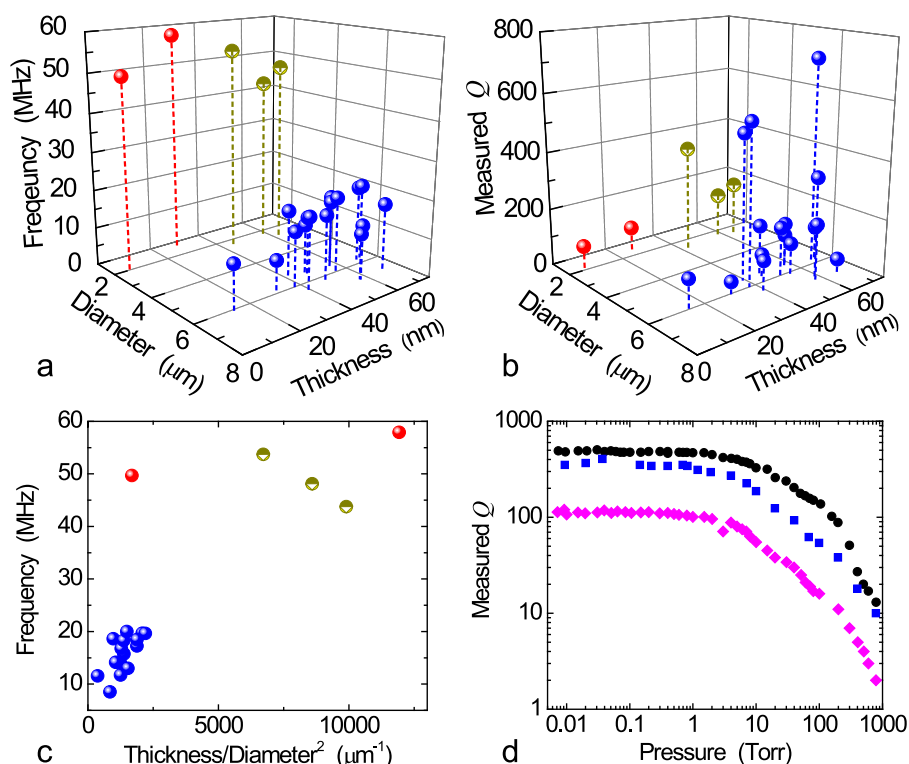 60
50
40
30
20
10
0
Freqeuncy (MHz)
2
4
6
8
Diameter (μm)
0
20
40
60
Thickness (nm)
a
800
600
400
200
0
Measured Q
2
4
6
8
Diameter (μm)
0
20
40
60
Thickness (nm)
b
60
50
40
30
20
10
Frequency (MHz)
0 5000 10000
Thickness/Diameter² (μm⁻¹)
c
1000
100
10
1
Measured Q
0.01 0.1 1 10 100 1000
Pressure (Torr)
d